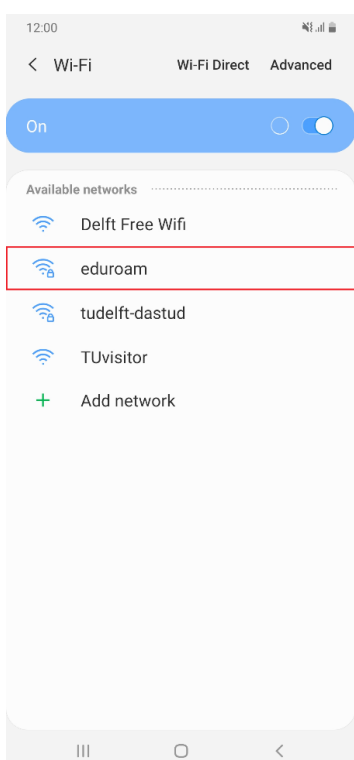 12:00
Wi-Fi Wi-Fi Direct Advanced
On
Available networks
Delft Free Wifi
eduroam
tudelft-dastud
TUvisitor
Add network